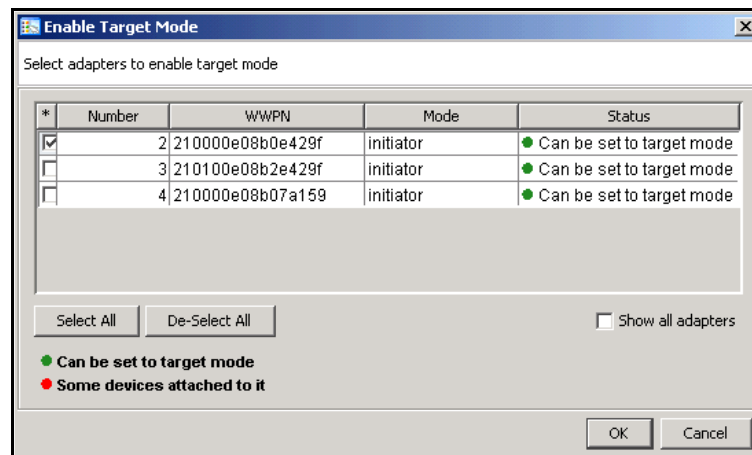 Enable Target Mode
Select adapters to enable target mode
* Number WWPN Mode Status
2 210000e08b0e429f initiator Can be set to target mode
3 210100e08b2e429f initiator Can be set to target mode
4 210000e08b07a159 initiator Can be set to target mode
Select All De-Select All Show all adapters
Can be set to target mode
Some devices attached to it
OK Cancel